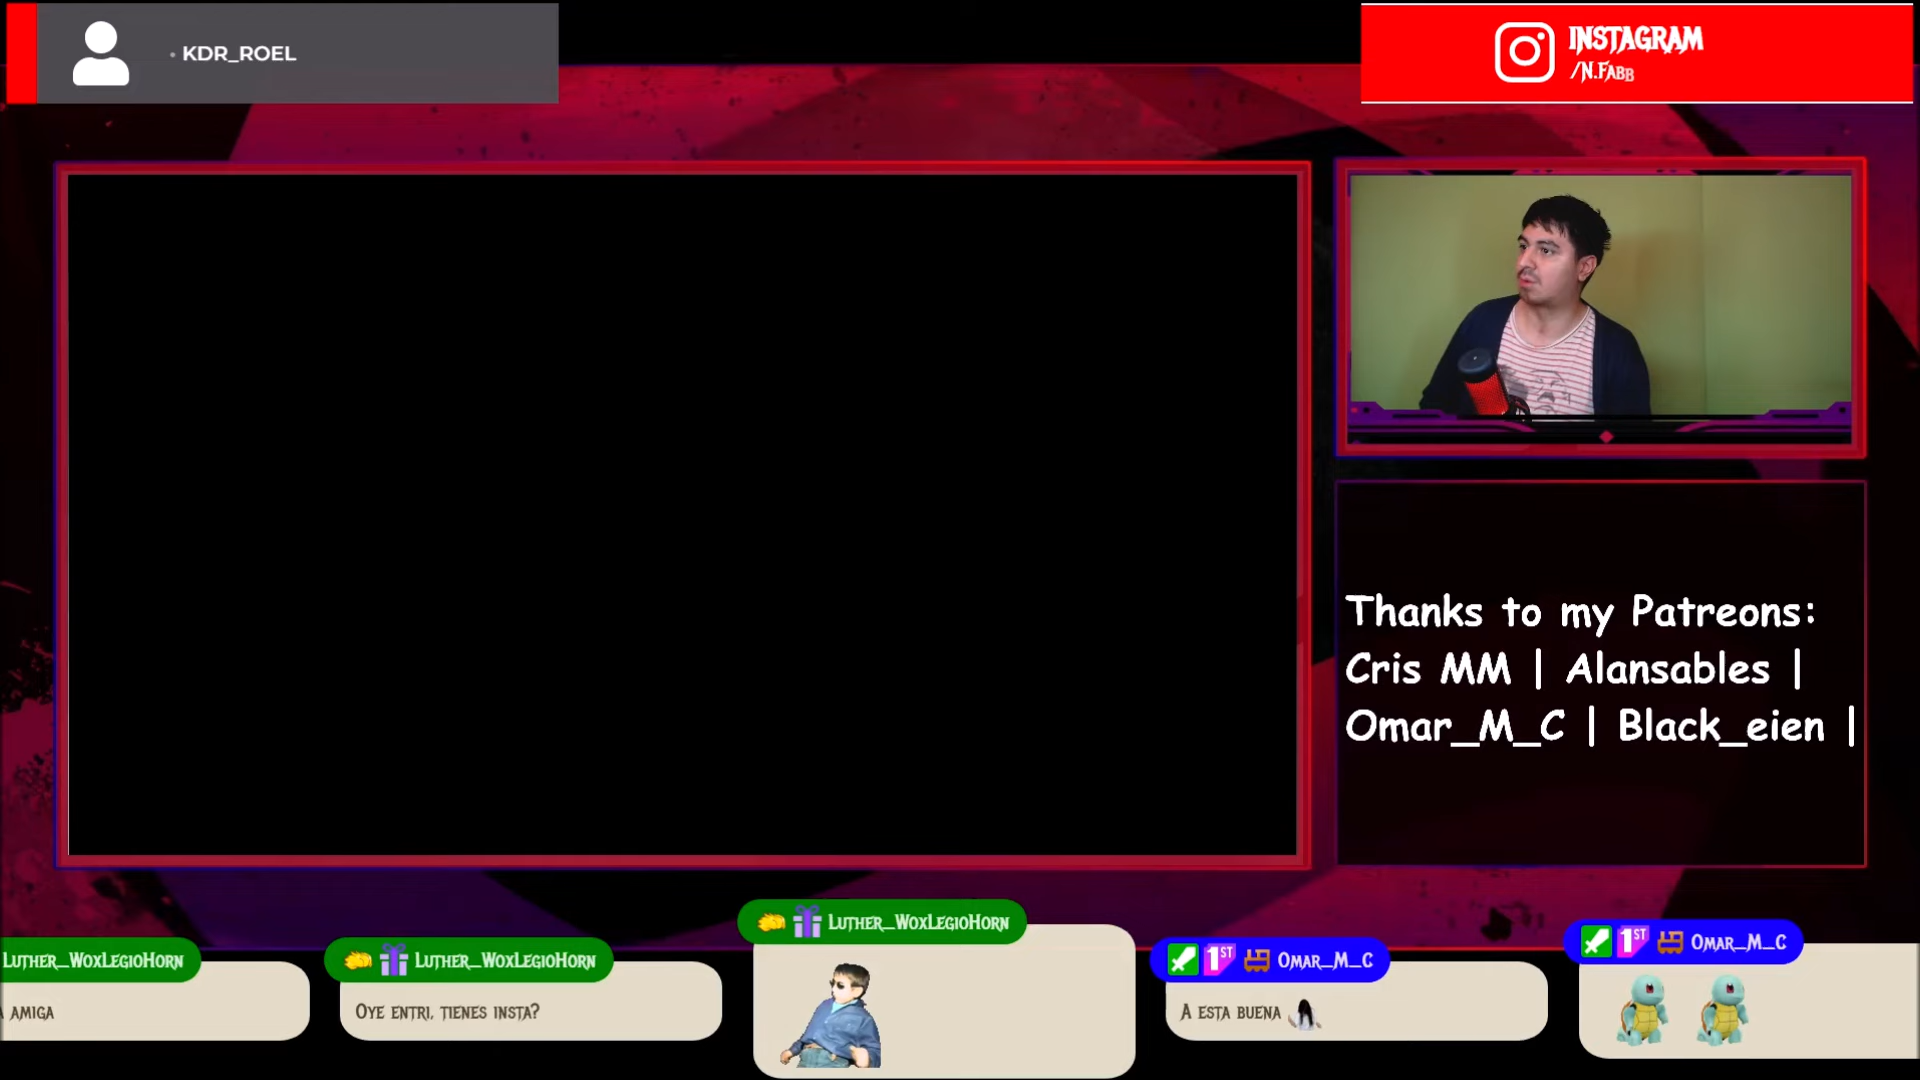 • KDR_ROEL
INSTAGRAM
/N.FABB
Thanks to my Patreons:
Cris MM | Alansables |
Omar_M_C | Black_eien |
LUTHER_WOXLEGIOHORN
AMIGA
LUTHER_WOXLEGIOHORN
OYE ENTRI, TIENES INSTA?
LUTHER_WOXLEGIOHORN
1ST OMAR_M_C
A ESTA BUENA
1ST OMAR_M_C